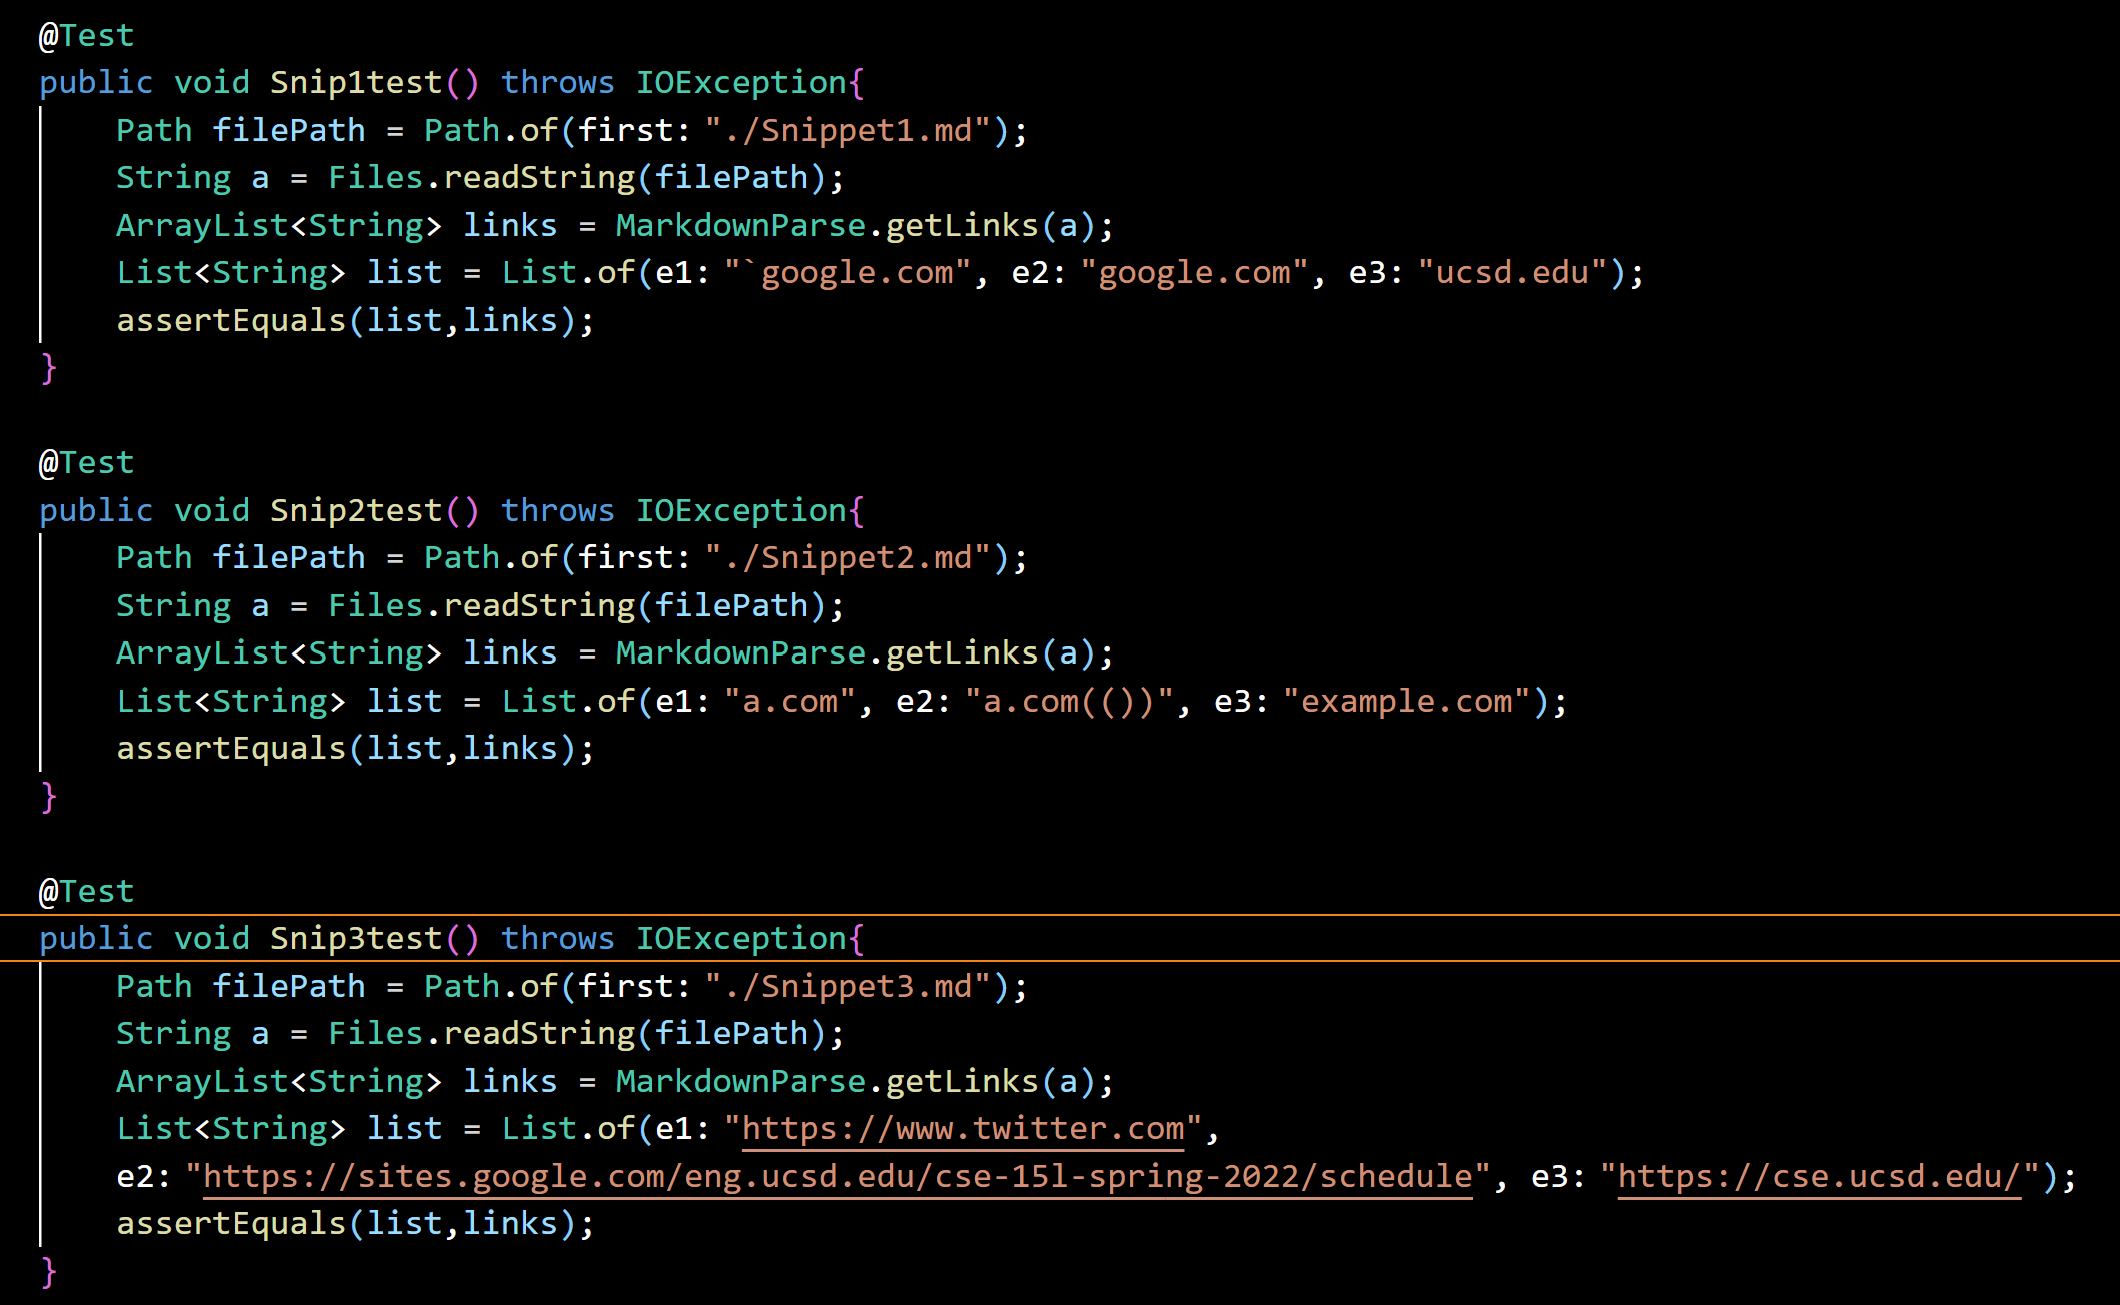 @Test
public void Snip1test() throws IOException{
    Path filePath = Path.of(first: "./Snippet1.md");
    String a = Files.readString(filePath);
    ArrayList<String> links = MarkdownParse.getLinks(a);
    List<String> list = List.of(e1: "`google.com", e2: "google.com", e3: "ucsd.edu");
    assertEquals(list,links);
}
@Test
public void Snip2test() throws IOException{
    Path filePath = Path.of(first: "./Snippet2.md");
    String a = Files.readString(filePath);
    ArrayList<String> links = MarkdownParse.getLinks(a);
    List<String> list = List.of(e1: "a.com", e2: "a.com(())", e3: "example.com");
    assertEquals(list,links);
}
@Test
public void Snip3test() throws IOException{
    Path filePath = Path.of(first: "./Snippet3.md");
    String a = Files.readString(filePath);
    ArrayList<String> links = MarkdownParse.getLinks(a);
    List<String> list = List.of(e1: "https://www.twitter.com",
    e2: "https://sites.google.com/eng.ucsd.edu/cse-15l-spring-2022/schedule", e3: "https://cse.ucsd.edu/");
    assertEquals(list,links);
}